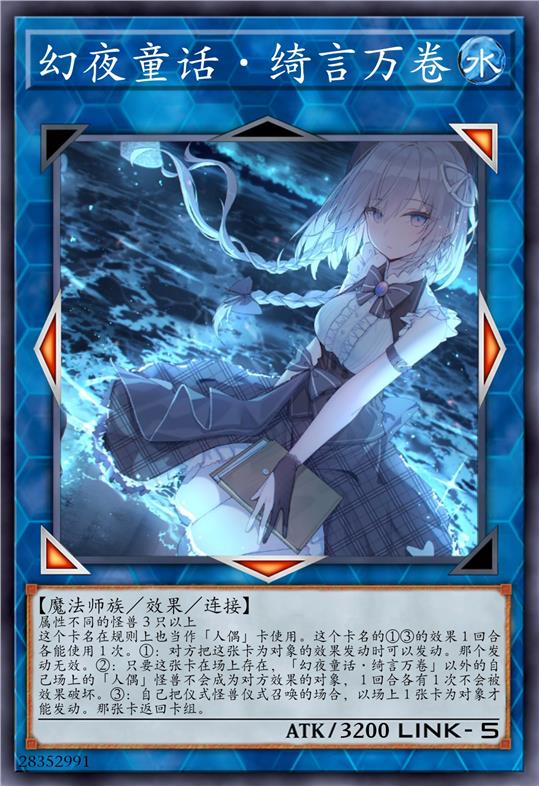 幻夜童话·绮言万卷 水
【魔法师族／效果／连接】
属性不同的怪兽３只以上
这个卡名在规则上也当作「人偶」卡使用。这个卡名的①③的效果１回合
各能使用１次。①：对方把这张卡为对象的效果发动时可以发动。那个发
动无效。②：只要这张卡在场上存在，「幻夜童话·绮言万卷」以外的自
己场上的「人偶」怪兽不会成为对方效果的对象，１回合各有１次不会被
效果破坏。③：自己把仪式怪兽仪式召唤的场合，以场上１张卡为对象才
能发动。那张卡返回卡组。
ATK/3200 LINK-5
28352991